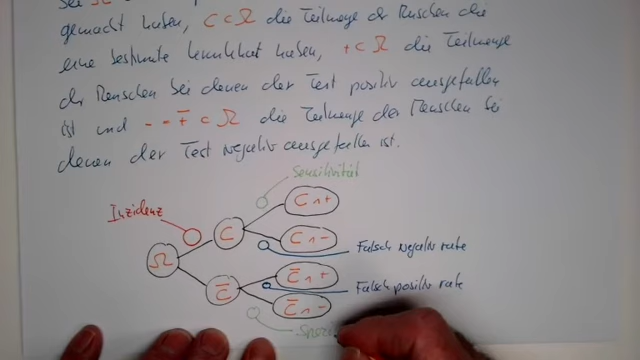 gemacht haben, C ⊂ Ω die Teilmenge der Menschen die
eine bestimmte Krankheit haben, + ⊂ Ω die Teilmenge
der Menschen bei denen der Test positiv ausgefallen
ist und - = +̅ ⊂ Ω die Teilmenge der Menschen bei
denen der Test Negativ ausgefallen ist.
Sensitivität
Inzidenz
C∩+
C
C∩-
Falsch negativ rate
Ω
C̅∩+
C̅
Falsch positiv rate
C̅∩-